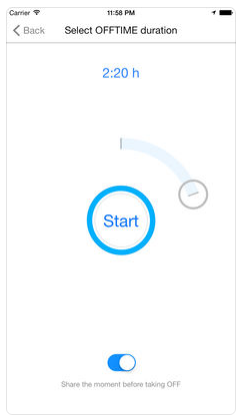 Carrier 11:58 PM
Back Select OFFTIME duration
2:20 h
Start
Share the moment before taking OFF